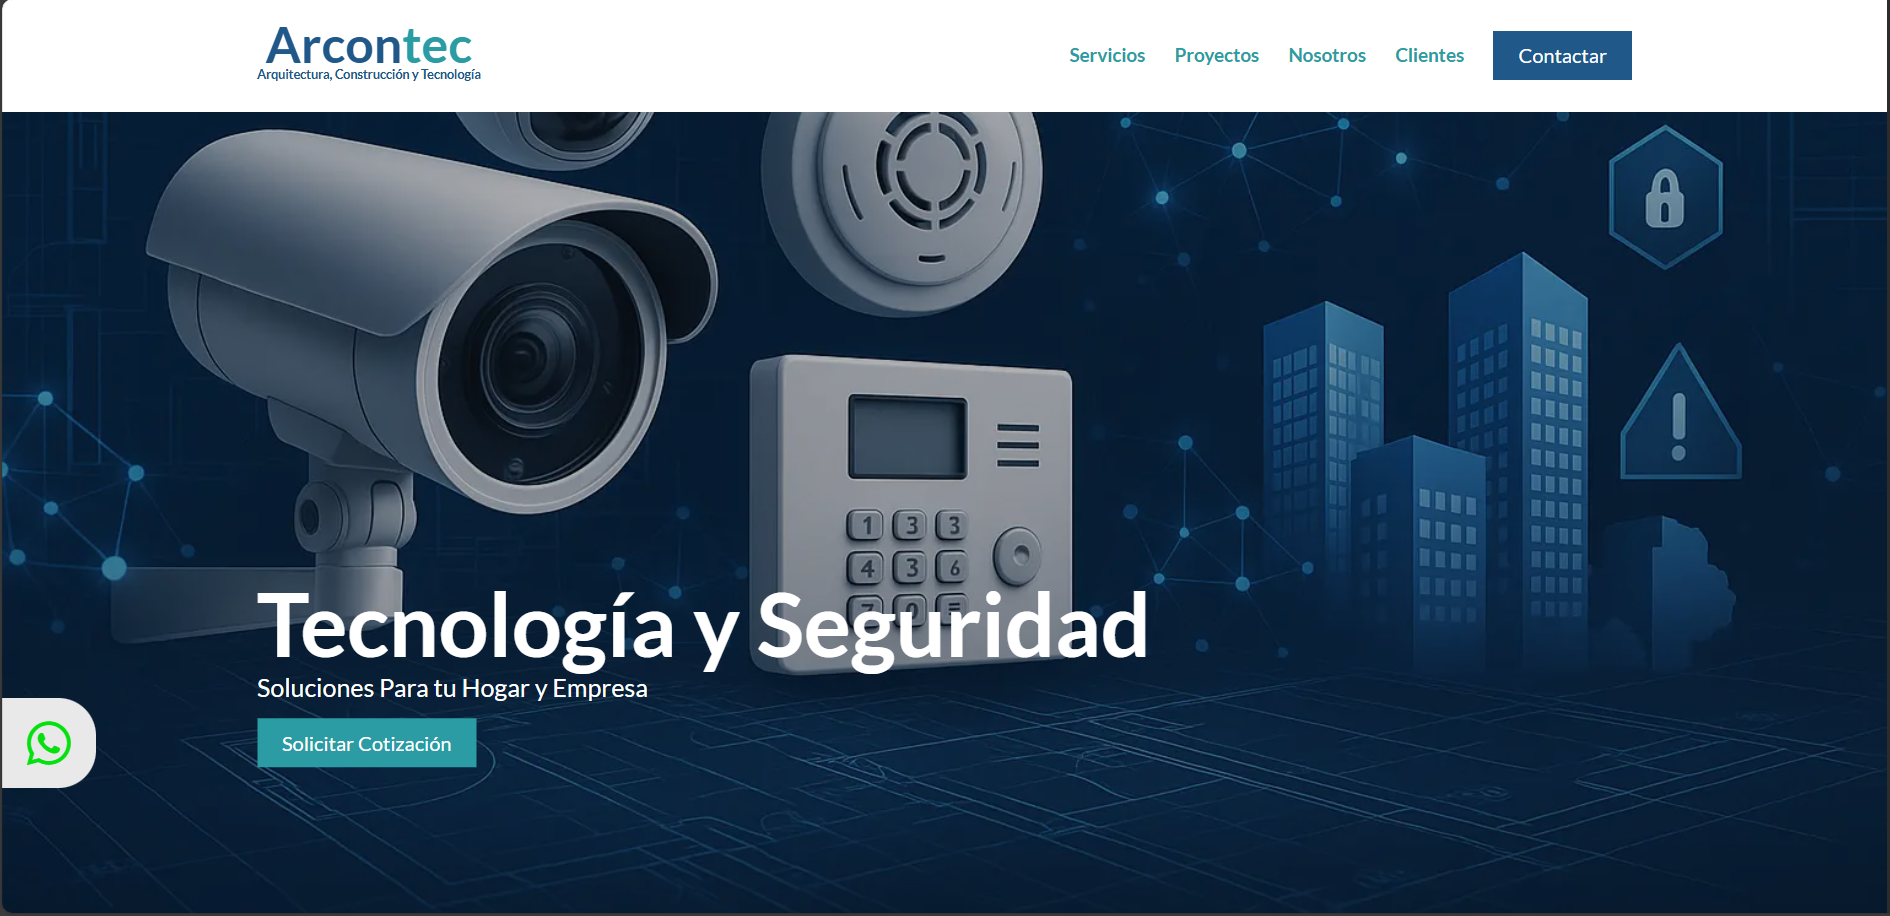 Arcontec
Arquitectura, Construcción y Tecnología
Servicios Proyectos Nosotros Clientes Contactar
1 3 3
4 3 6
Tecnología y Seguridad
Soluciones Para tu Hogar y Empresa
Solicitar Cotización